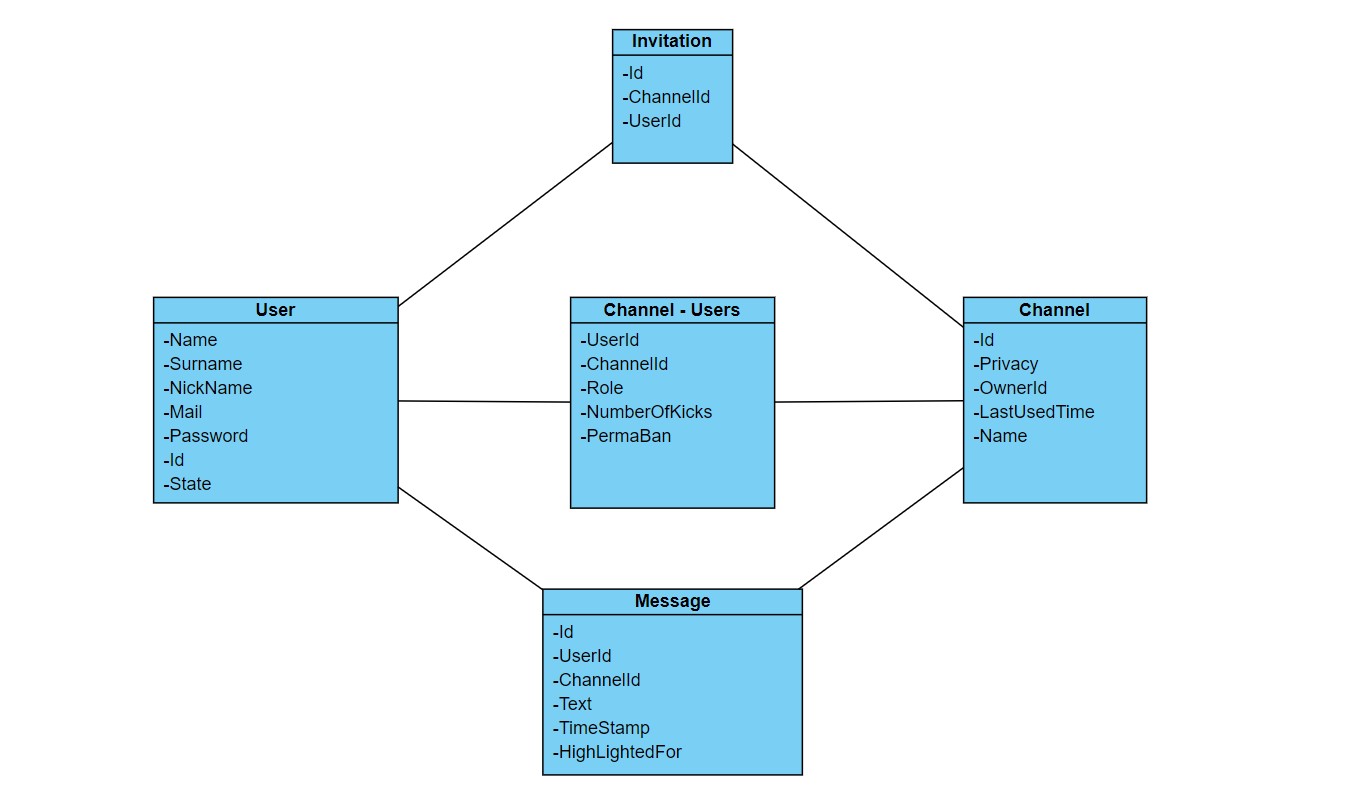 Invitation
-Id
-ChannelId
-UserId
User
-Name
-Surname
-NickName
-Mail
-Password
-Id
-State
Channel - Users
-UserId
-ChannelId
-Role
-NumberOfKicks
-PermaBan
Channel
-Id
-Privacy
-OwnerId
-LastUsedTime
-Name
Message
-Id
-UserId
-ChannelId
-Text
-TimeStamp
-HighLightedFor